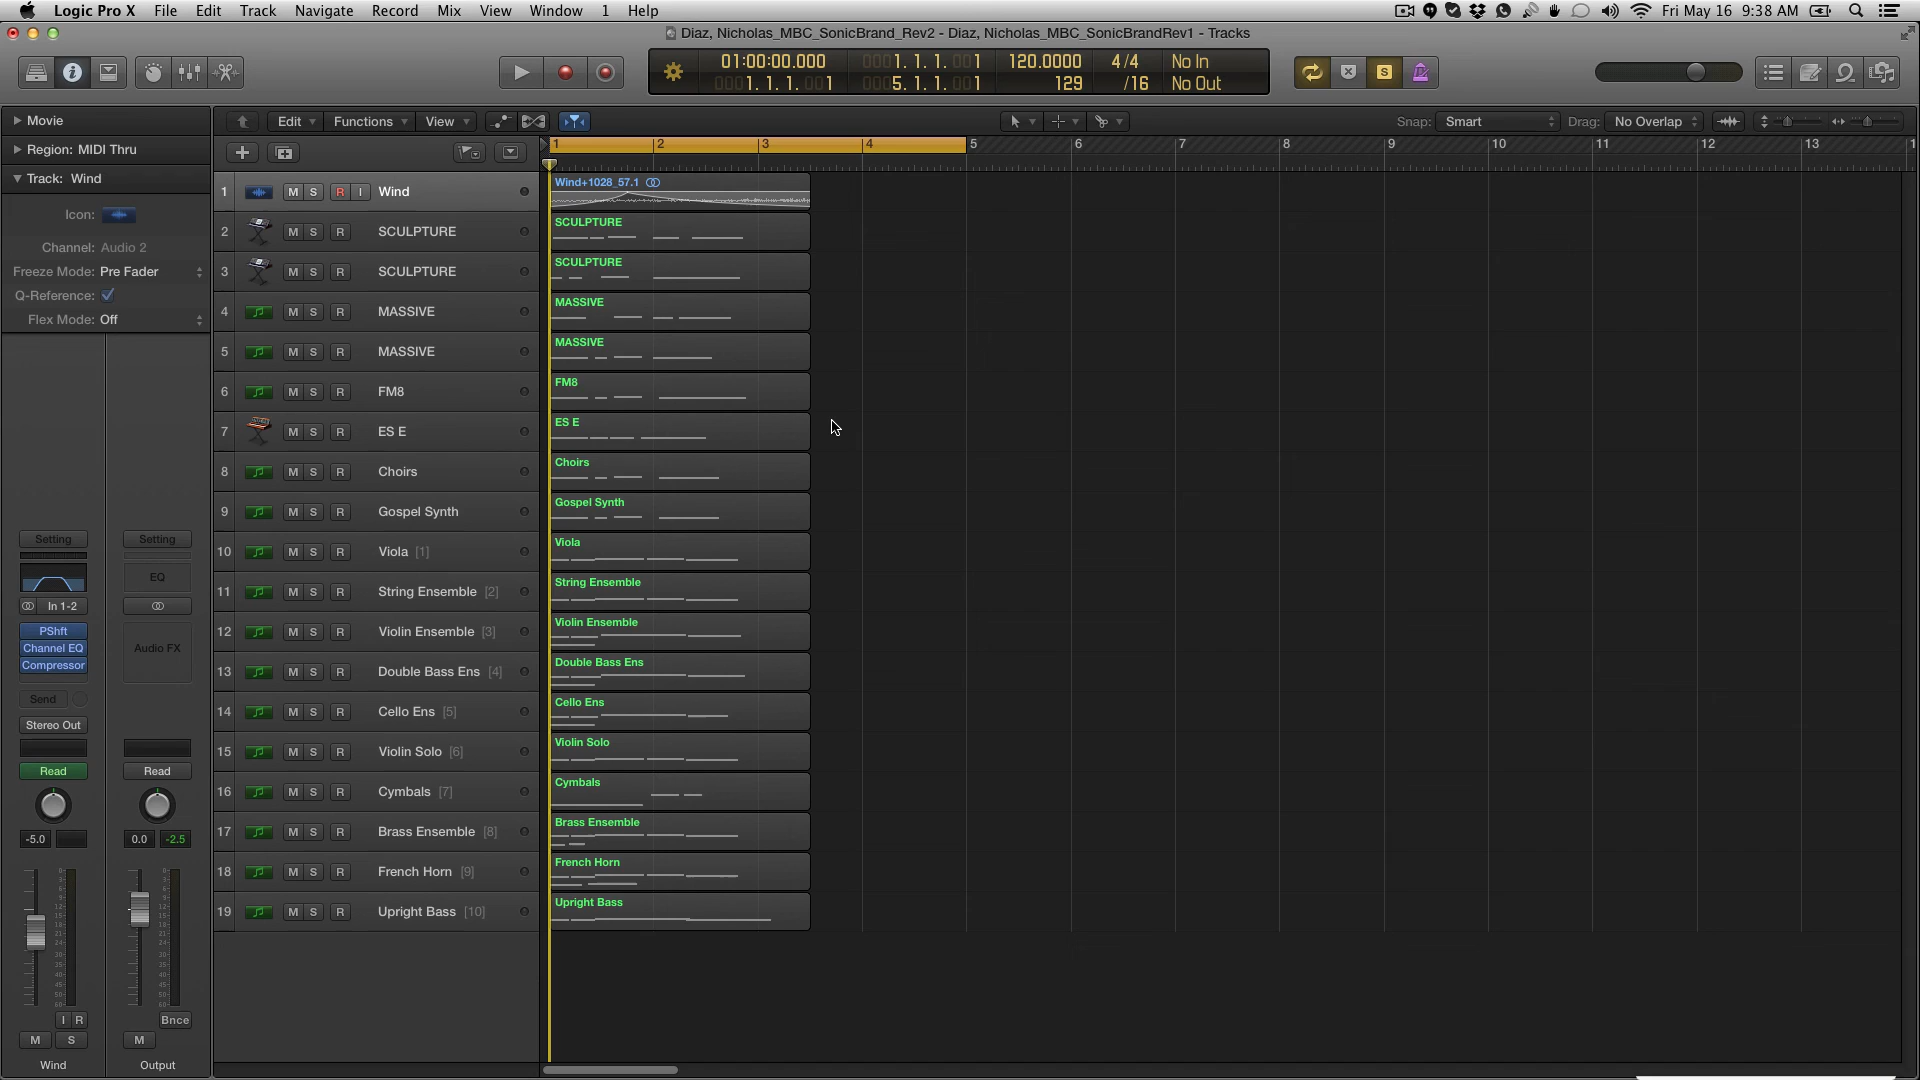 Logic Pro X File Edit Track Navigate Record Mix View Window 1 Help
Fri May 16 9:38 AM
Diaz, Nicholas_MBC_SonicBrand_Rev2 - Diaz, Nicholas_MBC_SonicBrandRev1 - Tracks
01:00:00.000 0001. 1. 1. 001 120.0000 4/4 No In
0001. 1. 1. 001 0005. 1. 1. 001 129 /16 No Out
S
Movie
Region: MIDI Thru
Track: Wind
Icon:
Channel: Audio 2
Freeze Mode: Pre Fader
Q-Reference:
Flex Mode: Off
Edit Functions View
Snap: Smart Drag: No Overlap
1 2 3 4 5 6 7 8 9 10 11 12 13 1
1 M S R I Wind
2 M S R SCULPTURE
3 M S R SCULPTURE
4 M S R MASSIVE
5 M S R MASSIVE
6 M S R FM8
7 M S R ES E
8 M S R Choirs
9 M S R Gospel Synth
10 M S R Viola [1]
11 M S R String Ensemble [2]
12 M S R Violin Ensemble [3]
13 M S R Double Bass Ens [4]
14 M S R Cello Ens [5]
15 M S R Violin Solo [6]
16 M S R Cymbals [7]
17 M S R Brass Ensemble [8]
18 M S R French Horn [9]
19 M S R Upright Bass [10]
Wind+1028_57.1
SCULPTURE
SCULPTURE
MASSIVE
MASSIVE
FM8
ES E
Choirs
Gospel Synth
Viola
String Ensemble
Violin Ensemble
Double Bass Ens
Cello Ens
Violin Solo
Cymbals
Brass Ensemble
French Horn
Upright Bass
Setting Setting
EQ
In 1-2
PShft
Channel EQ Audio FX
Compressor
Send
Stereo Out
Read Read
-5.0 0.0 -2.5
I R Bnce
M S M
Wind Output